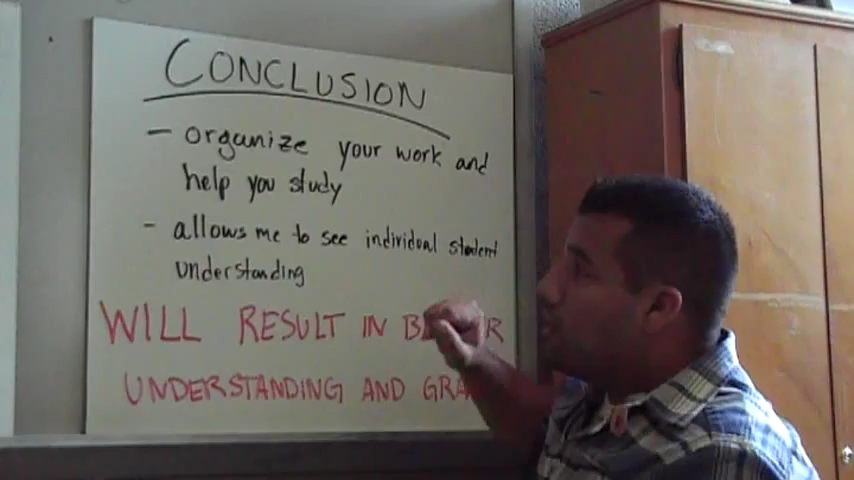 CONCLUSION
- organize your work and
help you study
- allows me to see individual student
understanding
WILL RESULT IN
UNDERSTANDING AND